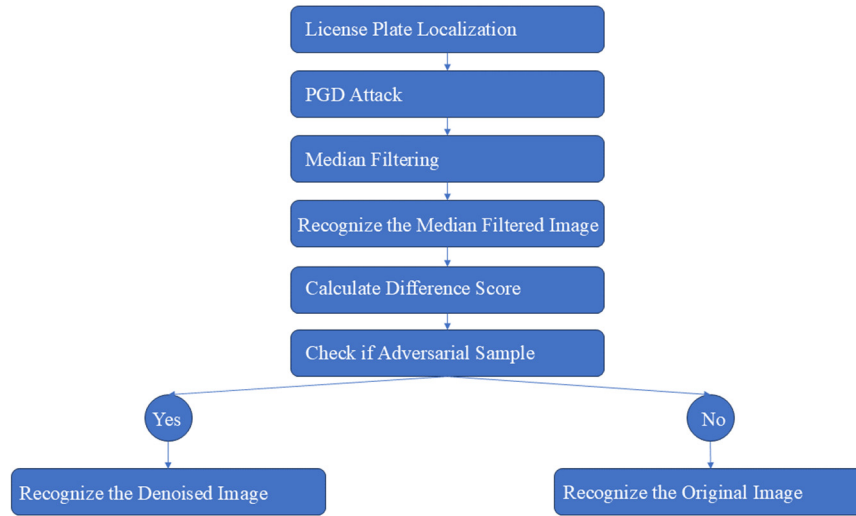 License Plate Localization
PGD Attack
Median Filtering
Recognize the Median Filtered Image
Calculate Difference Score
Check if Adversarial Sample
Yes
No
Recognize the Denoised Image
Recognize the Original Image